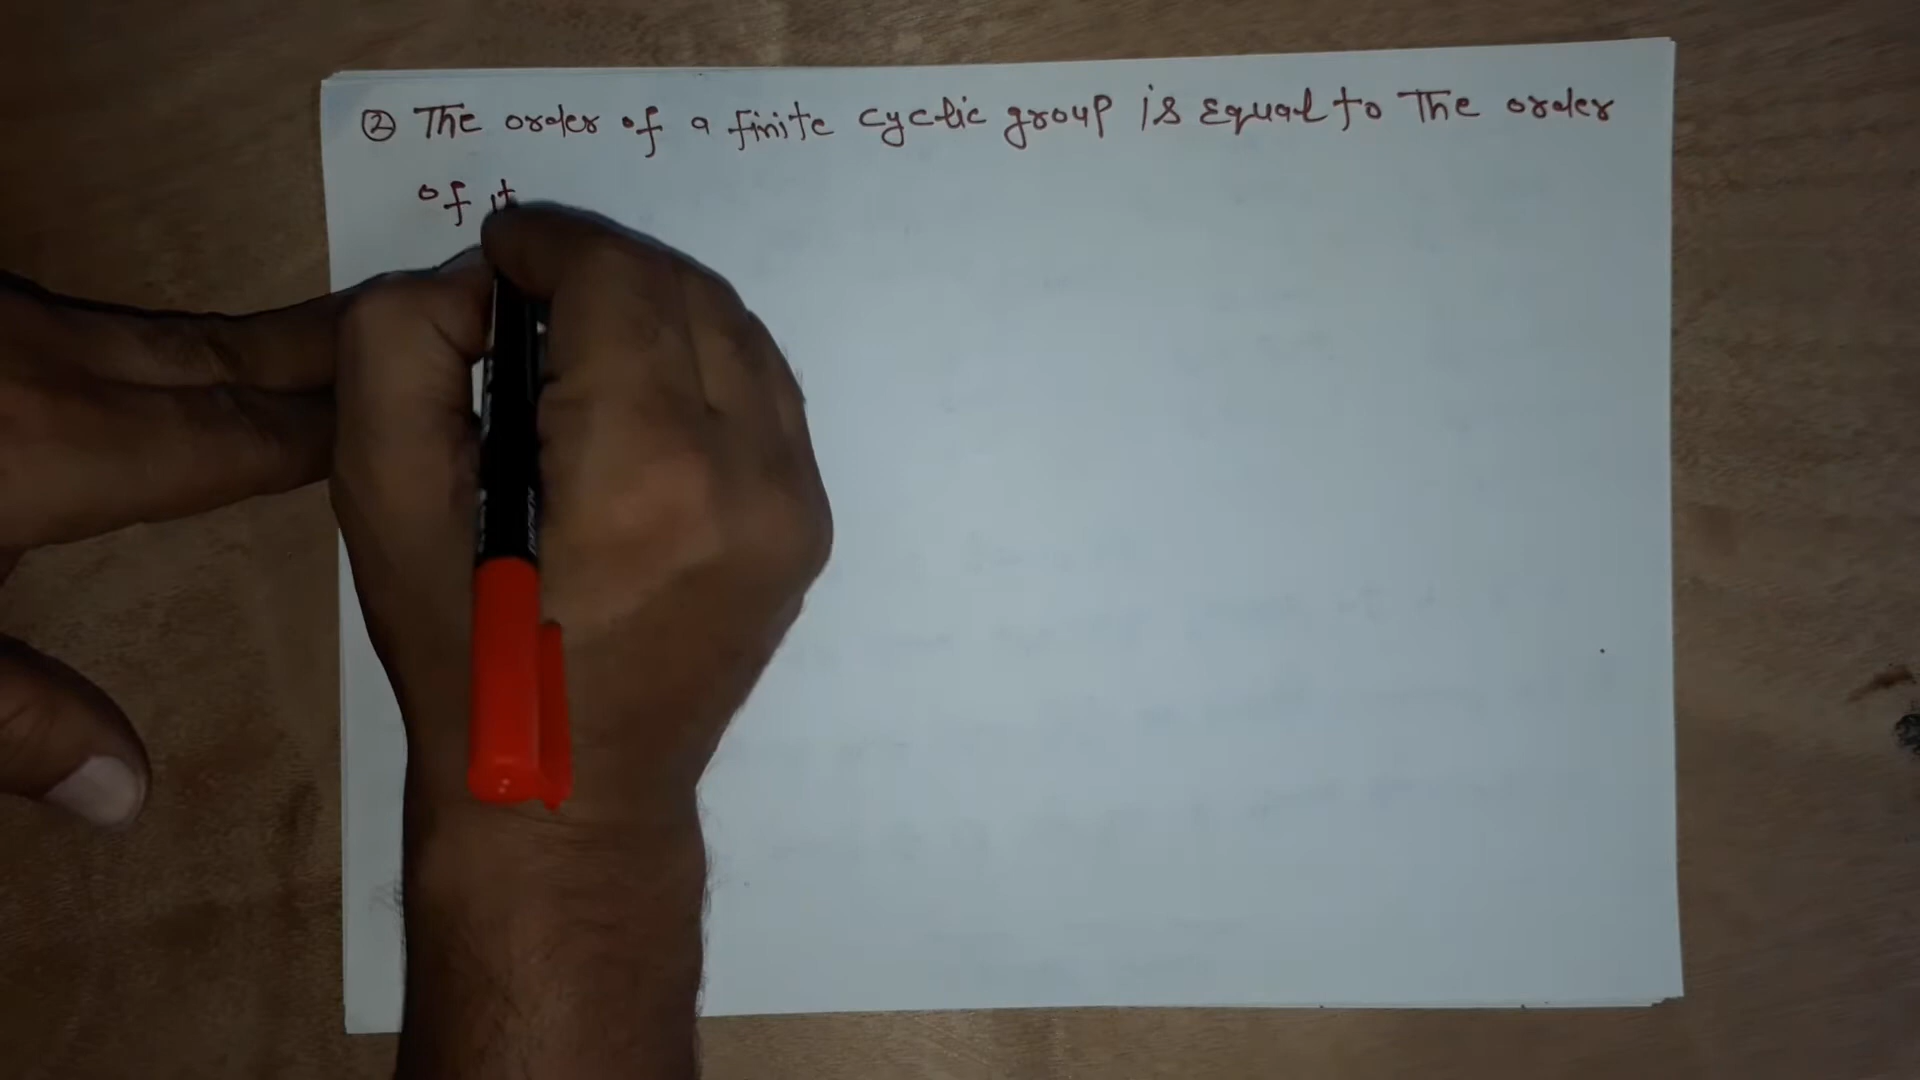 ② The order of a finite cyclic group is equal to The order
of it